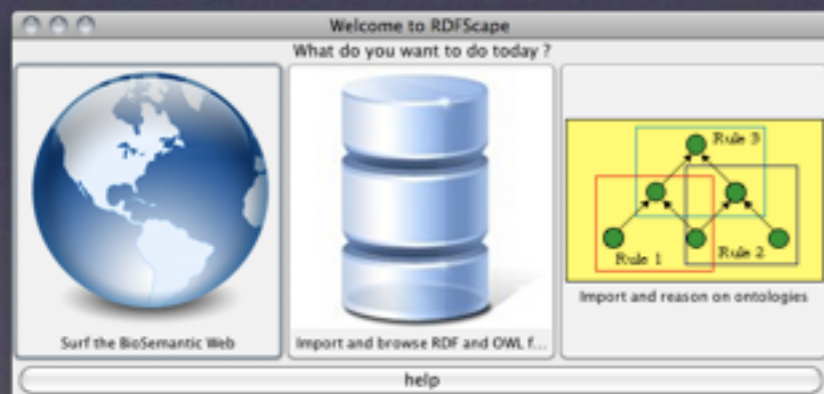 Welcome to RDFScape
What do you want to do today ?
Rule 3
Rule 1
Rule 2
Surf the BioSemantic Web
Import and browse RDF and OWL f...
Import and reason on ontologies
help